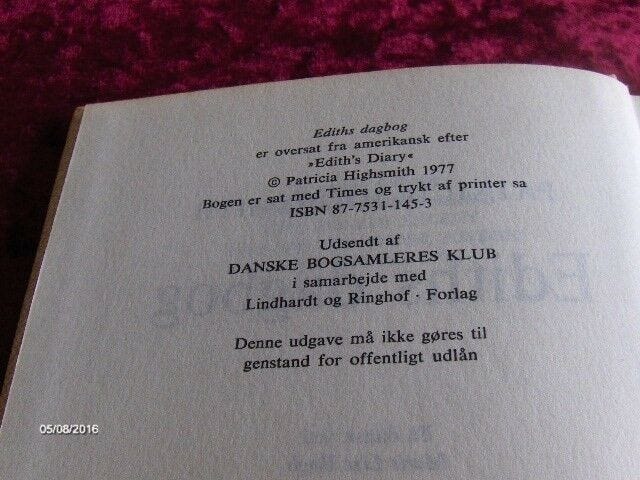 Ediths dagbog
er oversat fra amerikansk efter
»Edith's Diary«
© Patricia Highsmith 1977
Bogen er sat med Times og trykt af printer sa
ISBN 87-7531-145-3
Udsendt af
DANSKE BOGSAMLERES KLUB
i samarbejde med
Lindhardt og Ringhof · Forlag
Denne udgave må ikke gøres til
genstand for offentligt udlån
05/08/2016